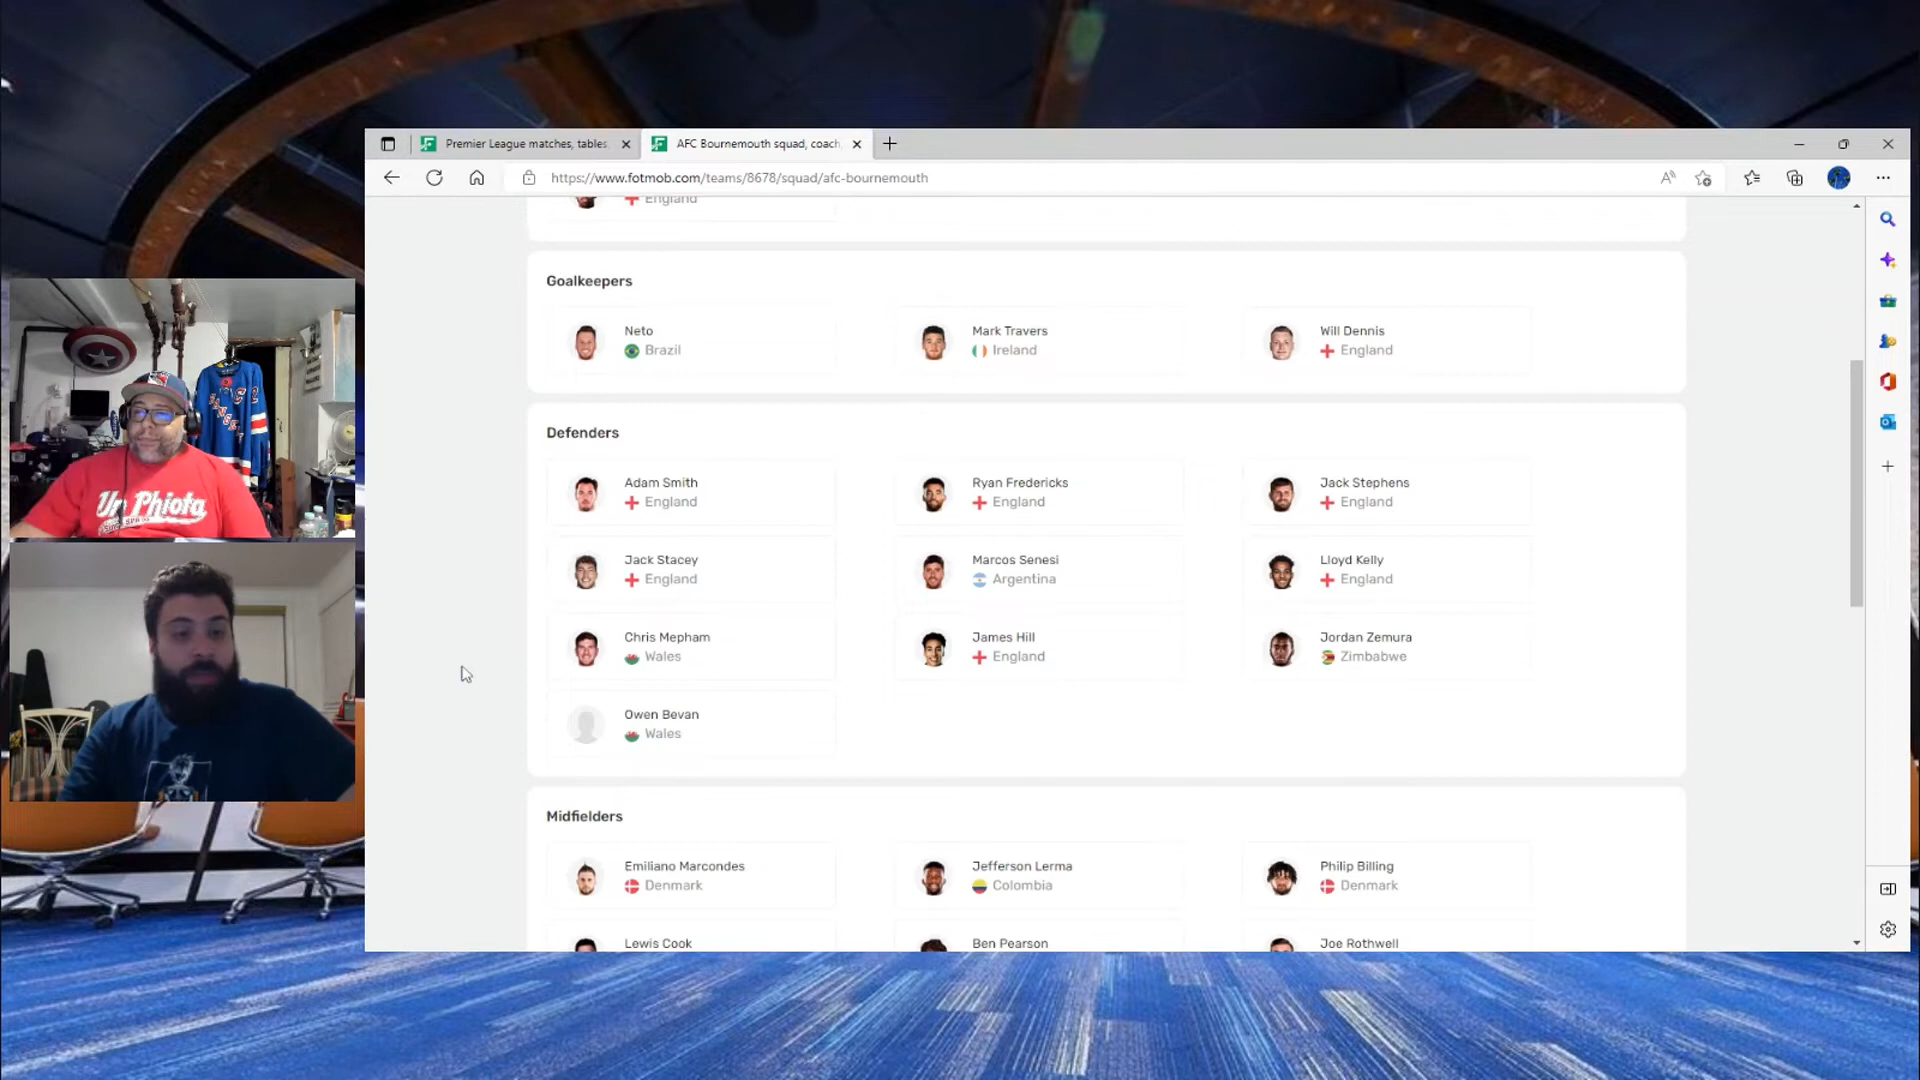 Premier League matches, tables
AFC Bournemouth squad, coach,
https://www.fotmob.com/teams/8678/squad/afc-bournemouth
England
Goalkeepers
Neto
Brazil
Mark Travers
Ireland
Will Dennis
England
Defenders
Adam Smith
England
Ryan Fredericks
England
Jack Stephens
England
Jack Stacey
England
Marcos Senesi
Argentina
Lloyd Kelly
England
Chris Mepham
Wales
James Hill
England
Jordan Zemura
Zimbabwe
Owen Bevan
Wales
Midfielders
Emiliano Marcondes
Denmark
Jefferson Lerma
Colombia
Philip Billing
Denmark
Lewis Cook
Ben Pearson
Joe Rothwell